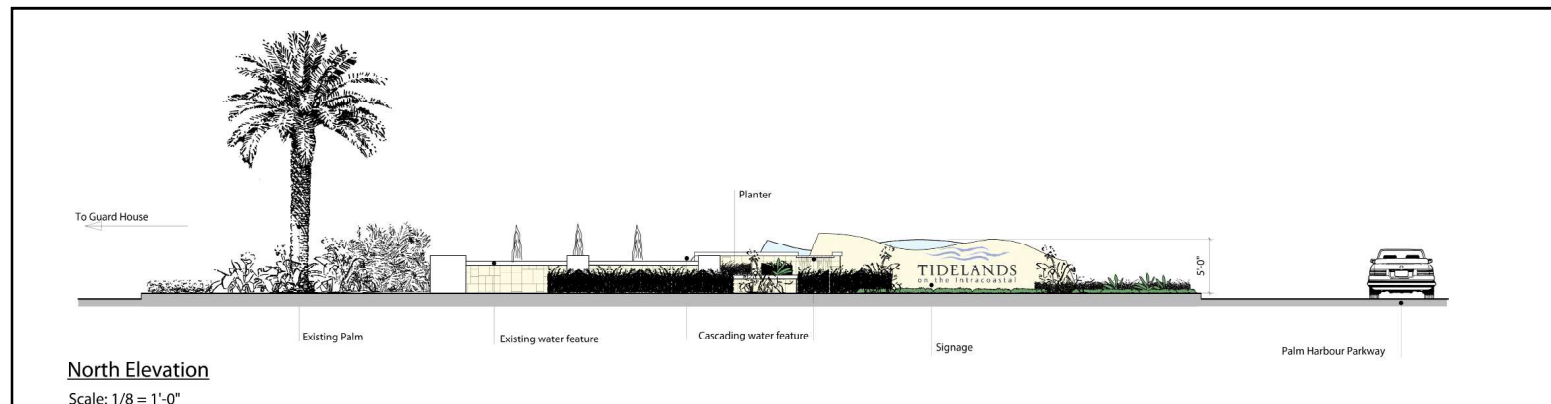 Planter
To Guard House
TIDELANDS
on the Intracoastal
5'-0"
Existing Palm
Existing water feature
Cascading water feature
Signage
Palm Harbour Parkway
North Elevation
Scale: 1/8 = 1'-0"